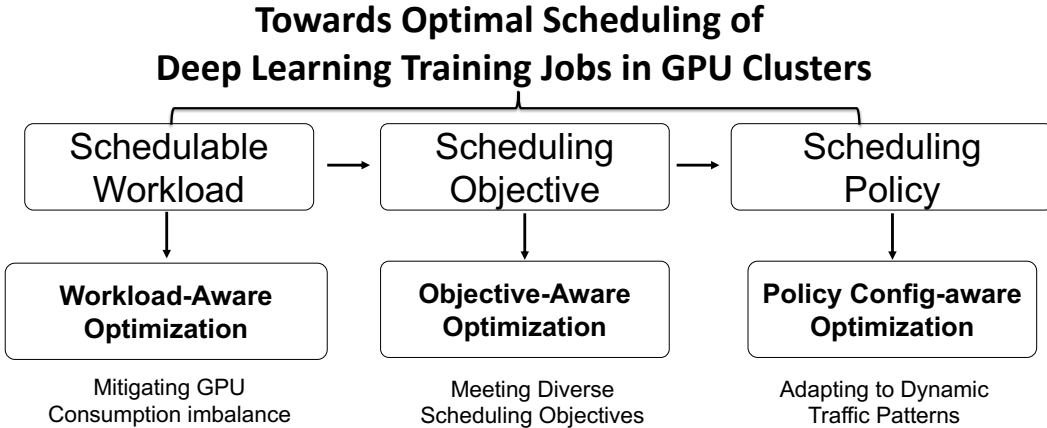 Towards Optimal Scheduling of
Deep Learning Training Jobs in GPU Clusters
Schedulable
Workload
Scheduling
Objective
Scheduling
Policy
Workload-Aware
Optimization
Objective-Aware
Optimization
Policy Config-aware
Optimization
Mitigating GPU
Consumption imbalance
Meeting Diverse
Scheduling Objectives
Adapting to Dynamic
Traffic Patterns